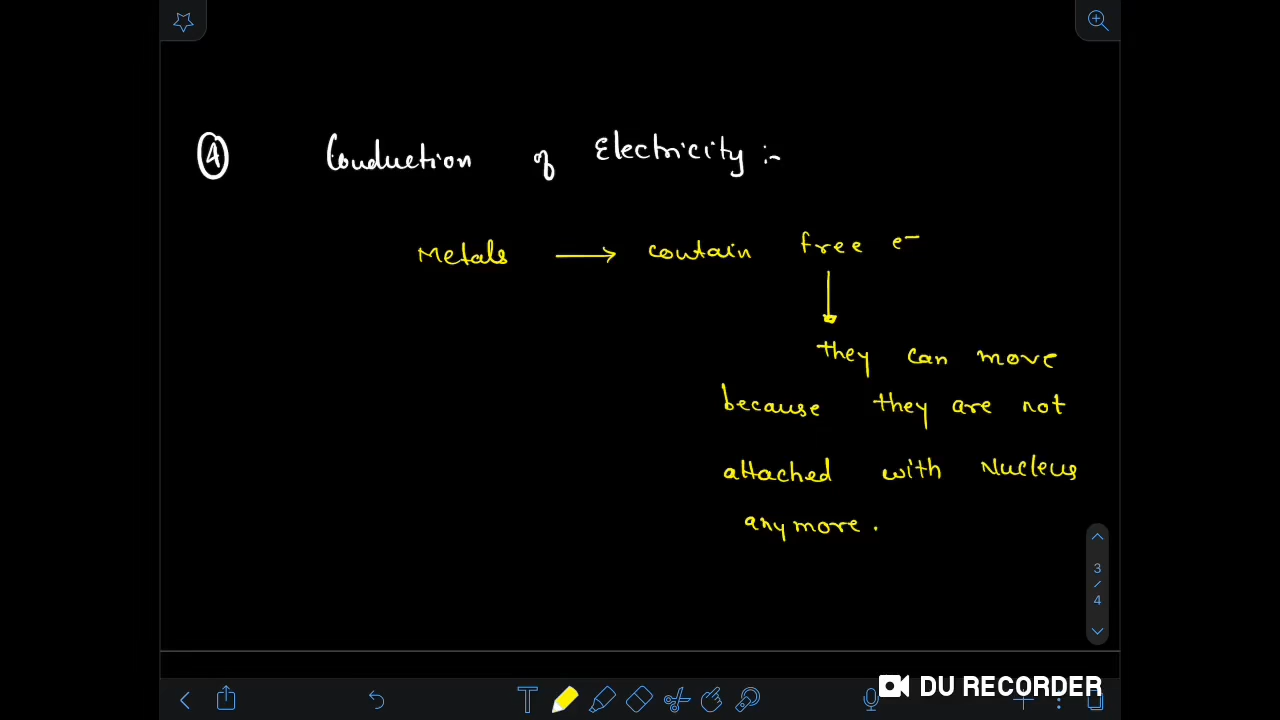 4 Conduction of Electricity :-
Metals → contain free e⁻
they can move
because they are not
attached with Nucleus
anymore.
3
/
4
T
DU RECORDER